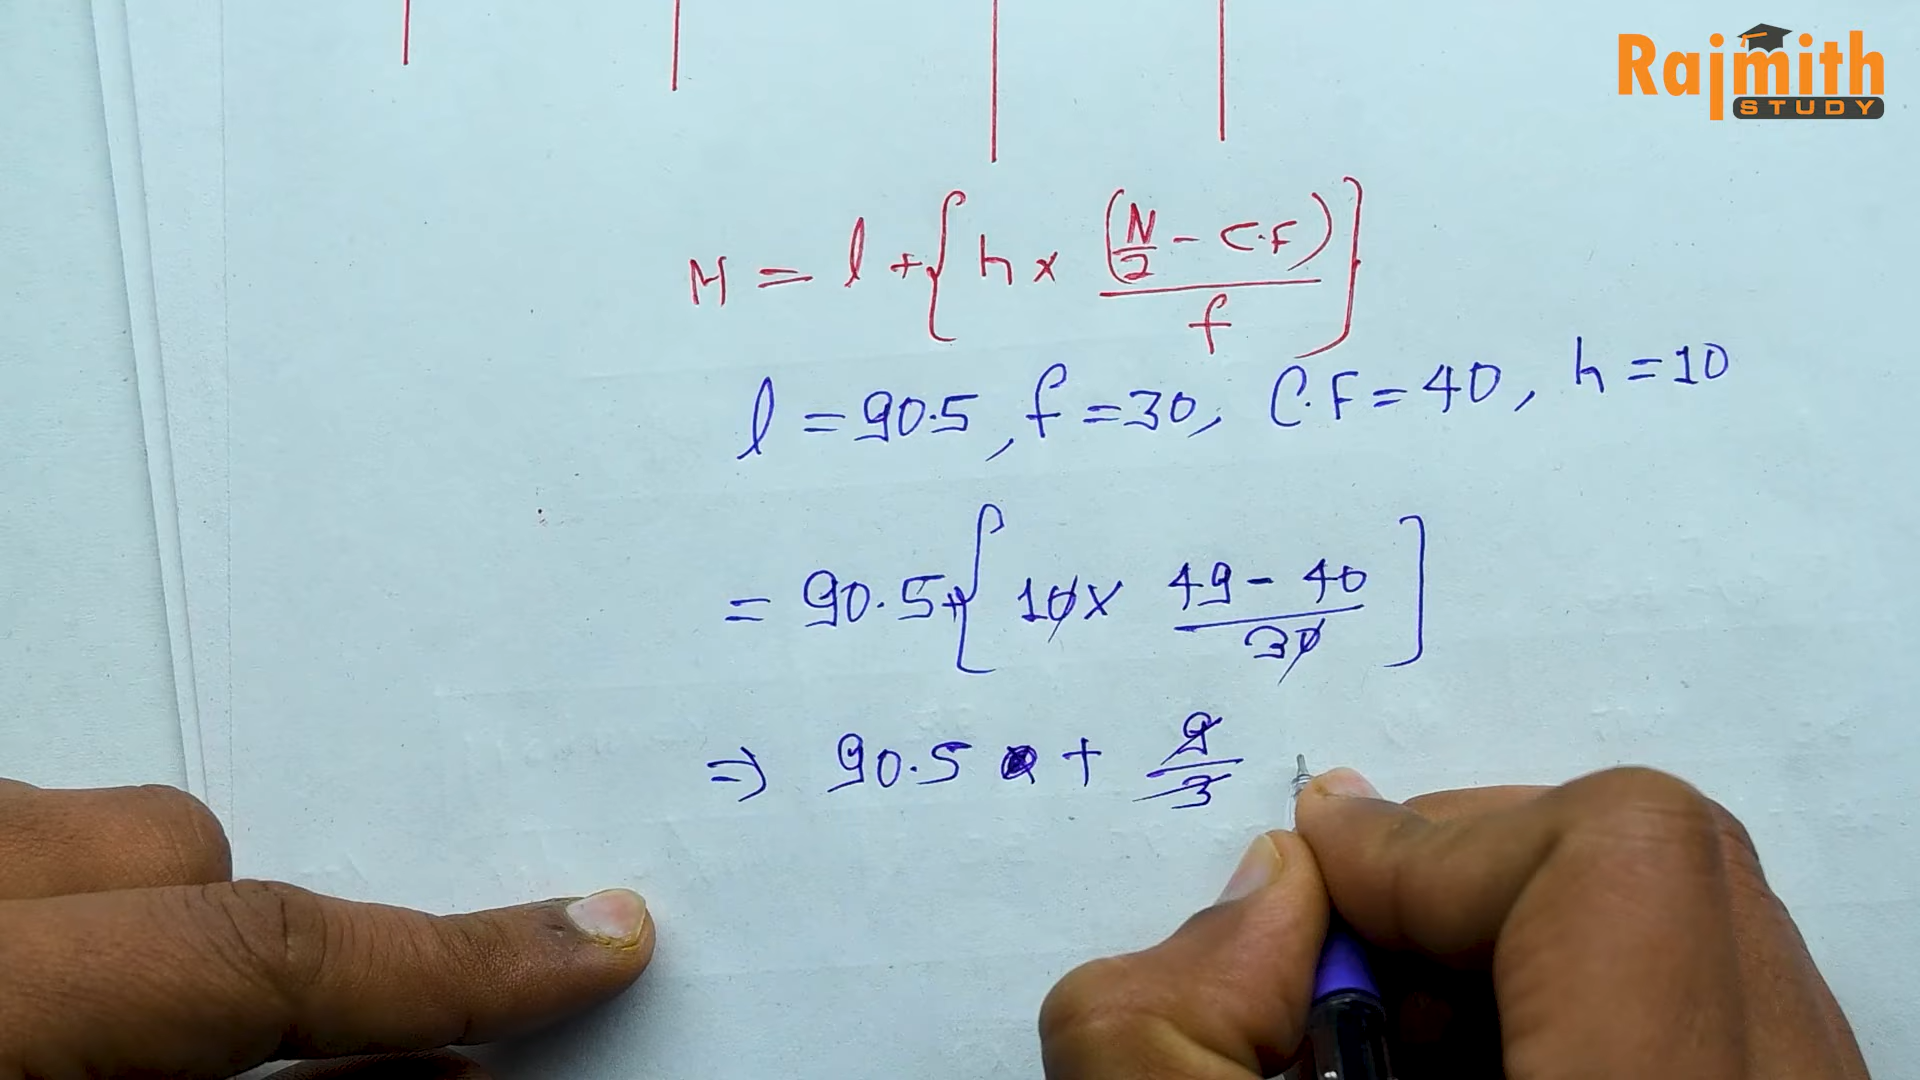 Rajmith
STUDY
M = l + { h × (N/2 - C.F) / f }
l = 90.5, f = 30, C.F = 40, h = 10
= 90.5 + { 10 × 49 - 40 / 30 ]
⇒ 90.5 + 9/3